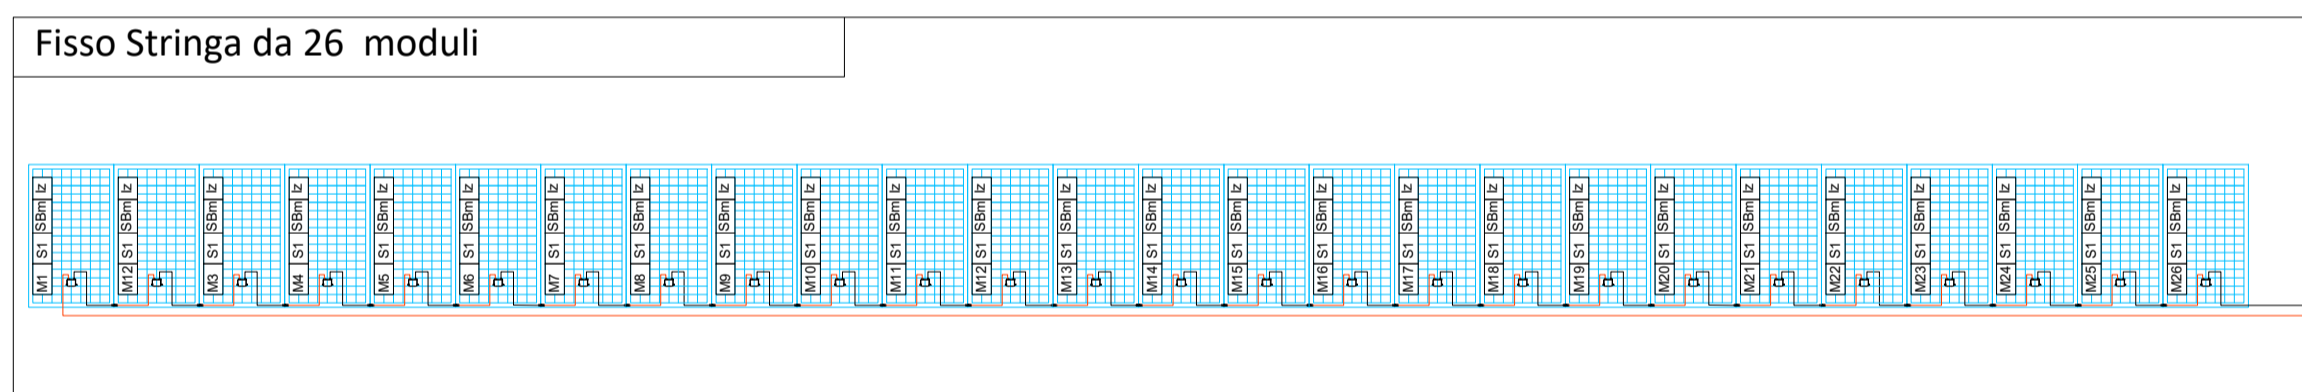 Fisso Stringa da 26 moduli
M1 S1 SBm Iz
M12 S1 SBm Iz
M3 S1 SBm Iz
M4 S1 SBm Iz
M5 S1 SBm Iz
M6 S1 SBm Iz
M7 S1 SBm Iz
M8 S1 SBm Iz
M9 S1 SBm Iz
M10 S1 SBm Iz
M11 S1 SBm Iz
M12 S1 SBm Iz
M13 S1 SBm Iz
M14 S1 SBm Iz
M15 S1 SBm Iz
M16 S1 SBm Iz
M17 S1 SBm Iz
M18 S1 SBm Iz
M19 S1 SBm Iz
M20 S1 SBm Iz
M21 S1 SBm Iz
M22 S1 SBm Iz
M23 S1 SBm Iz
M24 S1 SBm Iz
M25 S1 SBm Iz
M26 S1 SBm Iz